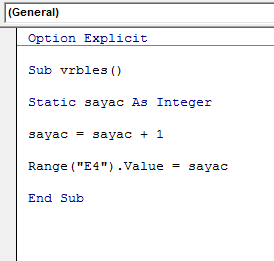 (General)
Option Explicit
Sub vrbles()
Static sayac As Integer
sayac = sayac + 1
Range("E4").Value = sayac
End Sub